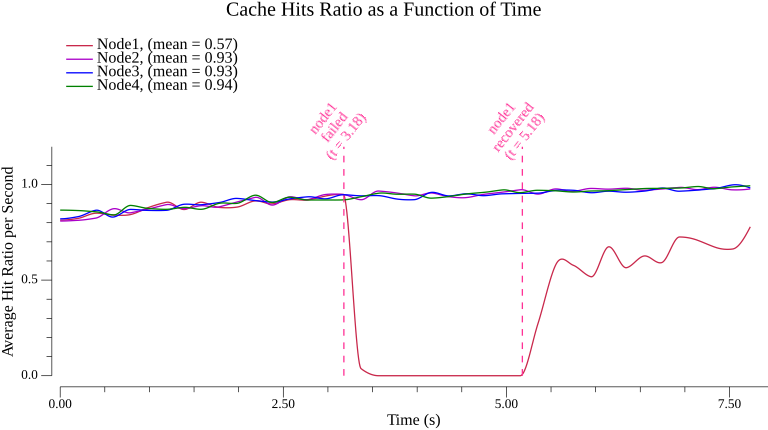 Cache Hits Ratio as a Function of Time
Node1, (mean = 0.57)
Node2, (mean = 0.93)
Node3, (mean = 0.93)
Node4, (mean = 0.94)
node1
failed
(t = 3.18)
node1
recovered
(t = 5.18)
Average Hit Ratio per Second
1.0
0.5
0.0
0.00
2.50
5.00
7.50
Time (s)